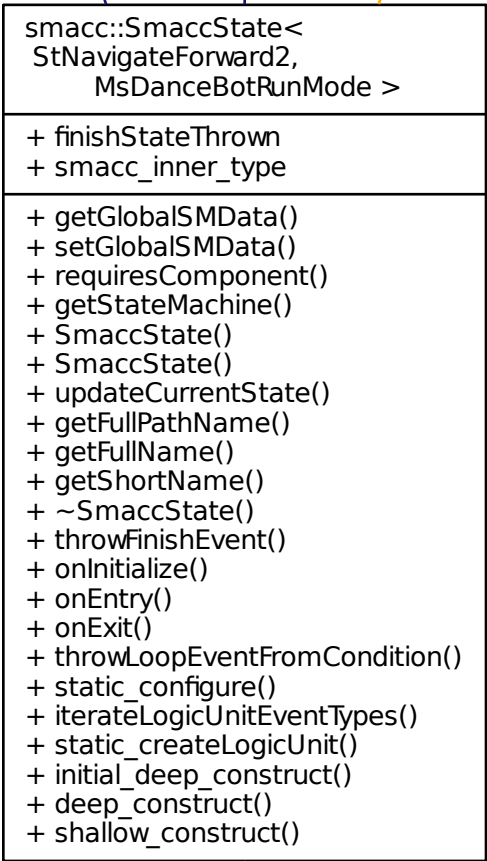 smacc::SmaccState<
StNavigateForward2,
MsDanceBotRunMode >
+ finishStateThrown
+ smacc_inner_type
+ getGlobalSMData()
+ setGlobalSMData()
+ requiresComponent()
+ getStateMachine()
+ SmaccState()
+ SmaccState()
+ updateCurrentState()
+ getFullPathName()
+ getFullName()
+ getShortName()
+ ~SmaccState()
+ throwFinishEvent()
+ onInitialize()
+ onEntry()
+ onExit()
+ throwLoopEventFromCondition()
+ static_configure()
+ iterateLogicUnitEventTypes()
+ static_createLogicUnit()
+ initial_deep_construct()
+ deep_construct()
+ shallow_construct()